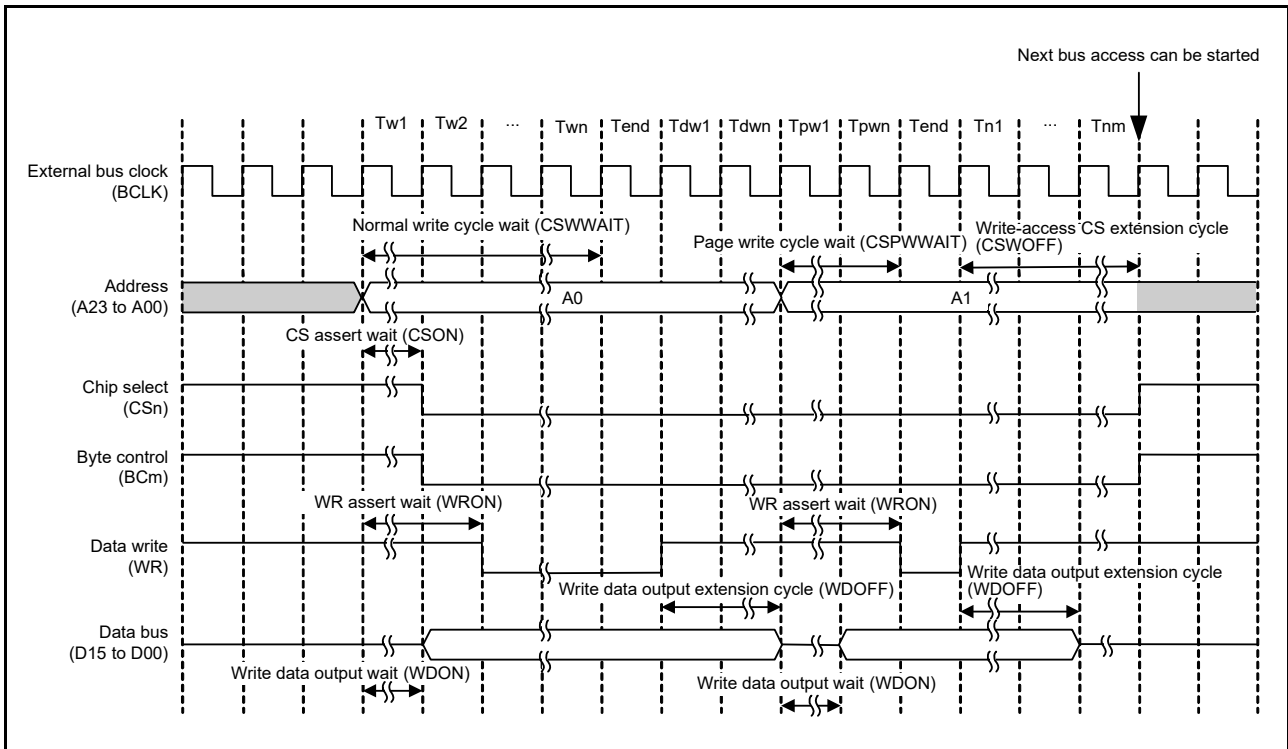 Next bus access can be started
Tw1 Tw2 ... Twn Tend Tdw1 Tdwn Tpw1 Tpwn Tend Tn1 ... Tnm
External bus clock
(BCLK)
Normal write cycle wait (CSWWAIT)
Page write cycle wait (CSPWWAIT)
Write-access CS extension cycle
(CSWOFF)
Address
(A23 to A00)
A0
A1
CS assert wait (CSON)
Chip select
(CSn)
Byte control
(BCm)
WR assert wait (WRON)
WR assert wait (WRON)
Data write
(WR)
Write data output extension cycle (WDOFF)
Write data output extension cycle
(WDOFF)
Data bus
(D15 to D00)
Write data output wait (WDON)
Write data output wait (WDON)